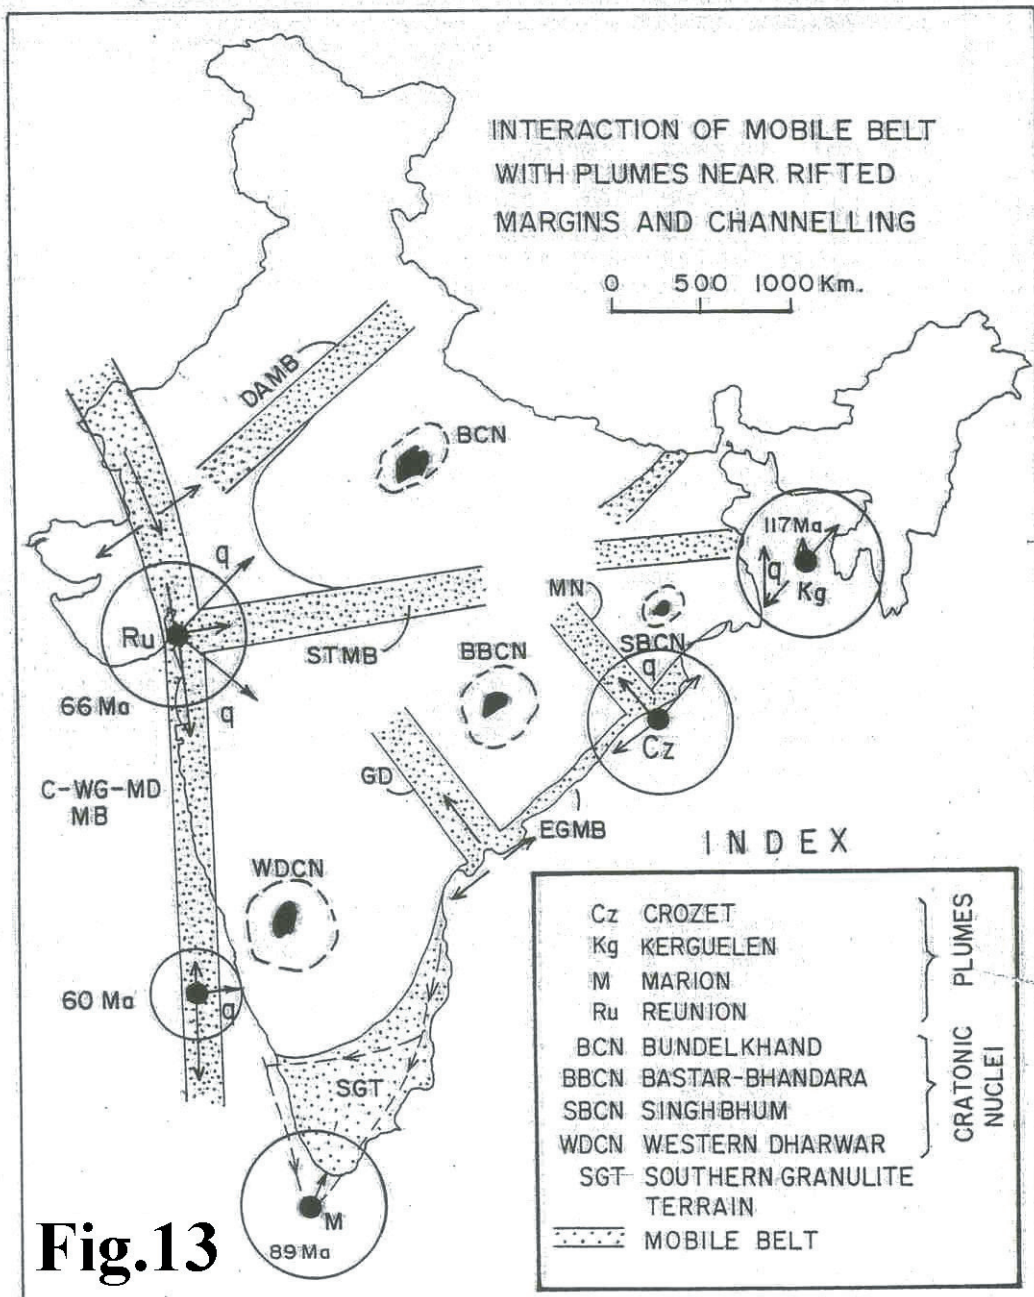 INTERACTION OF MOBILE BELT
WITH PLUMES NEAR RIFTED
MARGINS AND CHANNELLING
0 500 1000 Km.
DAMB
BCN
117 Ma
q
Kg
q
Ru
MN
SBCN
STMB
BBCN
q
66 Ma
q
Cz
C-WG-MD
MB
GD
EGMB
WDCN
60 Ma
q
SGT
M
89 Ma
INDEX
Cz CROZET
Kg KERGUELEN
M MARION
Ru REUNION
PLUMES
BCN BUNDELKHAND
BBCN BASTAR-BHANDARA
SBCN SINGHBHUM
WDCN WESTERN DHARWAR
CRATONIC
NUCLEI
SGT SOUTHERN GRANULITE
TERRAIN
MOBILE BELT
Fig.13